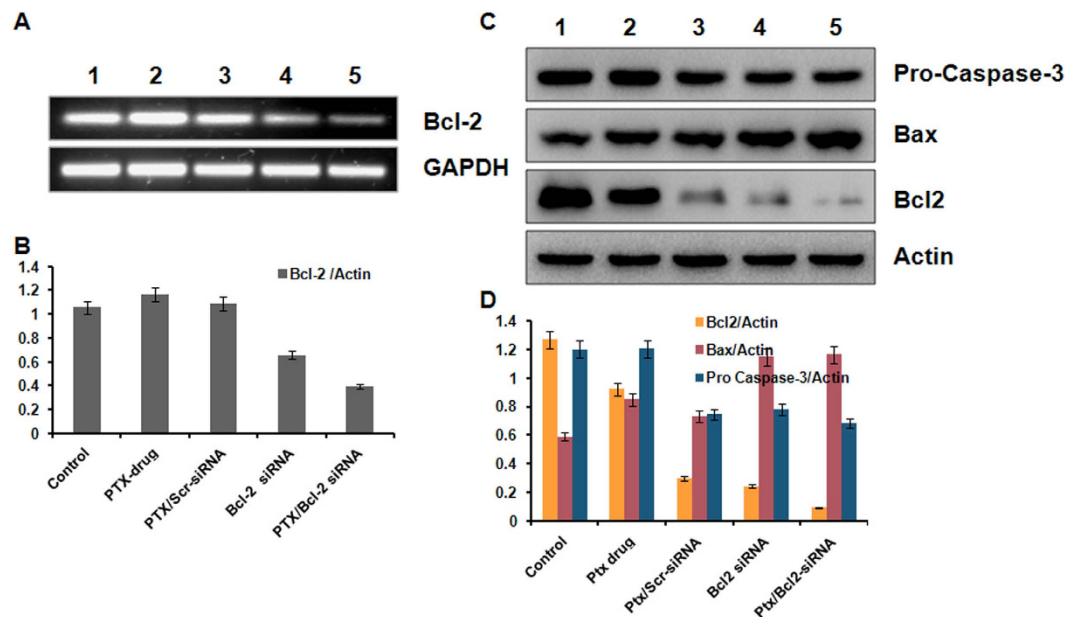 A
1 2 3 4 5
Bcl-2
GAPDH
B
1.4
1.2
1
0.8
0.6
0.4
0.2
0
Bcl-2 /Actin
Control
PTX-drug
PTX/Scr-siRNA
Bcl-2 siRNA
PTX/Bcl-2 siRNA
C
1 2 3 4 5
Pro-Caspase-3
Bax
Bcl2
Actin
D
1.4
1.2
1
0.8
0.6
0.4
0.2
0
Bcl2/Actin
Bax/Actin
Pro Caspase-3/Actin
Control
Ptx drug
Ptx/Scr-siRNA
Bcl2 siRNA
Ptx/Bcl2-siRNA